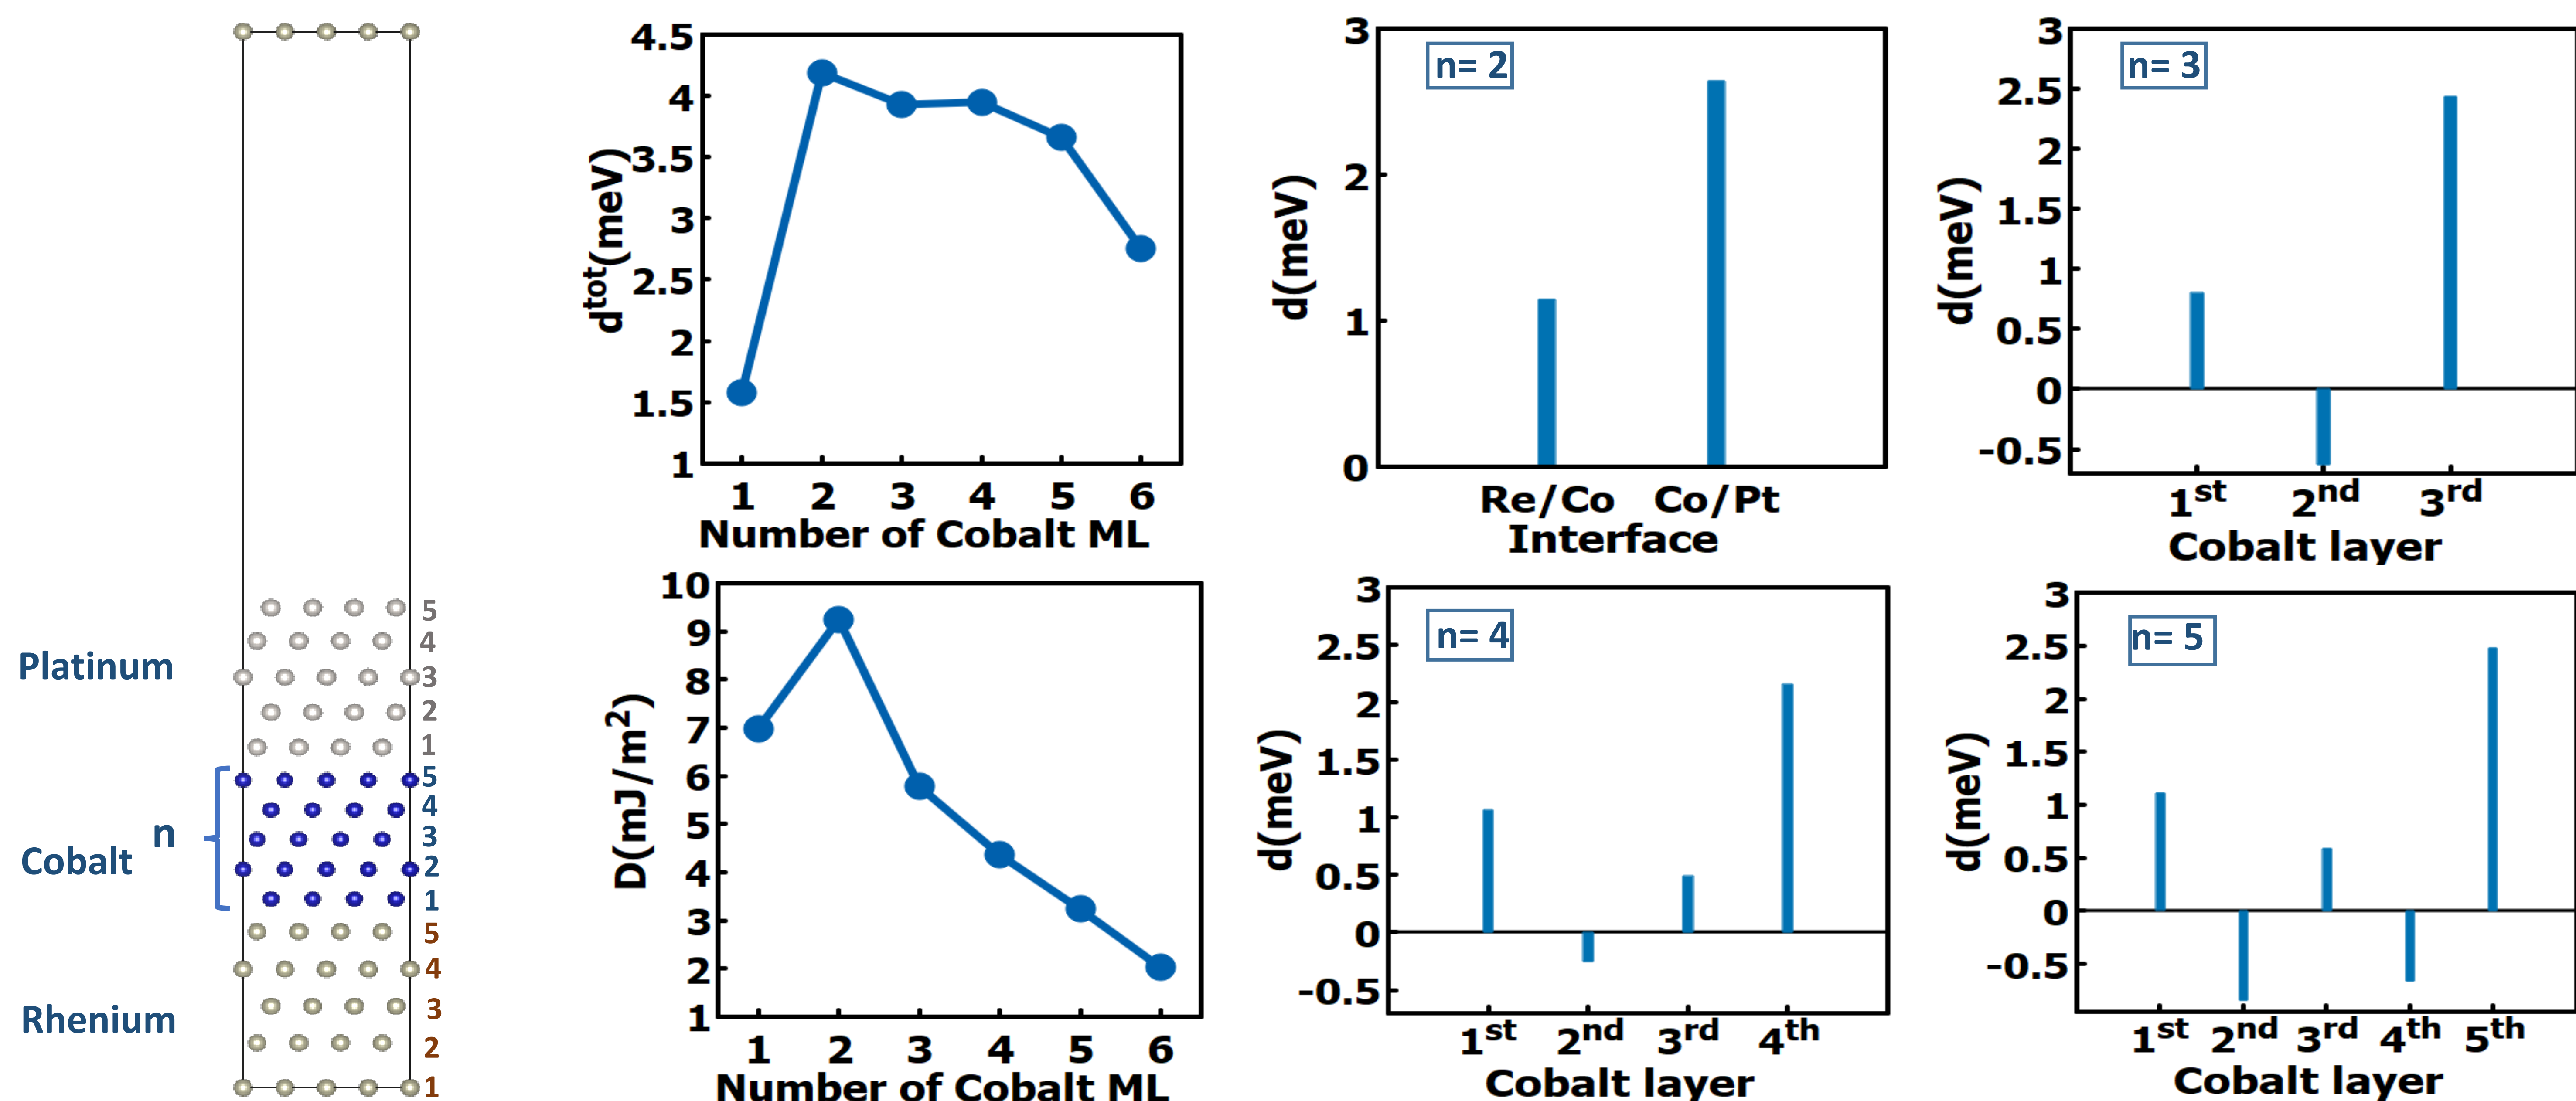 Platinum
Cobalt
n
Rhenium
5
4
3
2
1
5
4
3
2
1
5
4
3
2
1
4.5
4
3.5
3
2.5
2
1.5
1
d^tot(meV)
1 2 3 4 5 6
Number of Cobalt ML
10
9
8
7
6
5
4
3
2
1
D(mJ/m²)
1 2 3 4 5 6
Number of Cobalt ML
n= 2
3
2
1
0
d(meV)
Re/Co Co/Pt
Interface
n= 3
3
2.5
2
1.5
1
0.5
0
-0.5
d(meV)
1st 2nd 3rd
Cobalt layer
n= 4
3
2.5
2
1.5
1
0.5
0
-0.5
d(meV)
1st 2nd 3rd 4th
Cobalt layer
n= 5
3
2.5
2
1.5
1
0.5
0
-0.5
d(meV)
1st 2nd 3rd 4th 5th
Cobalt layer